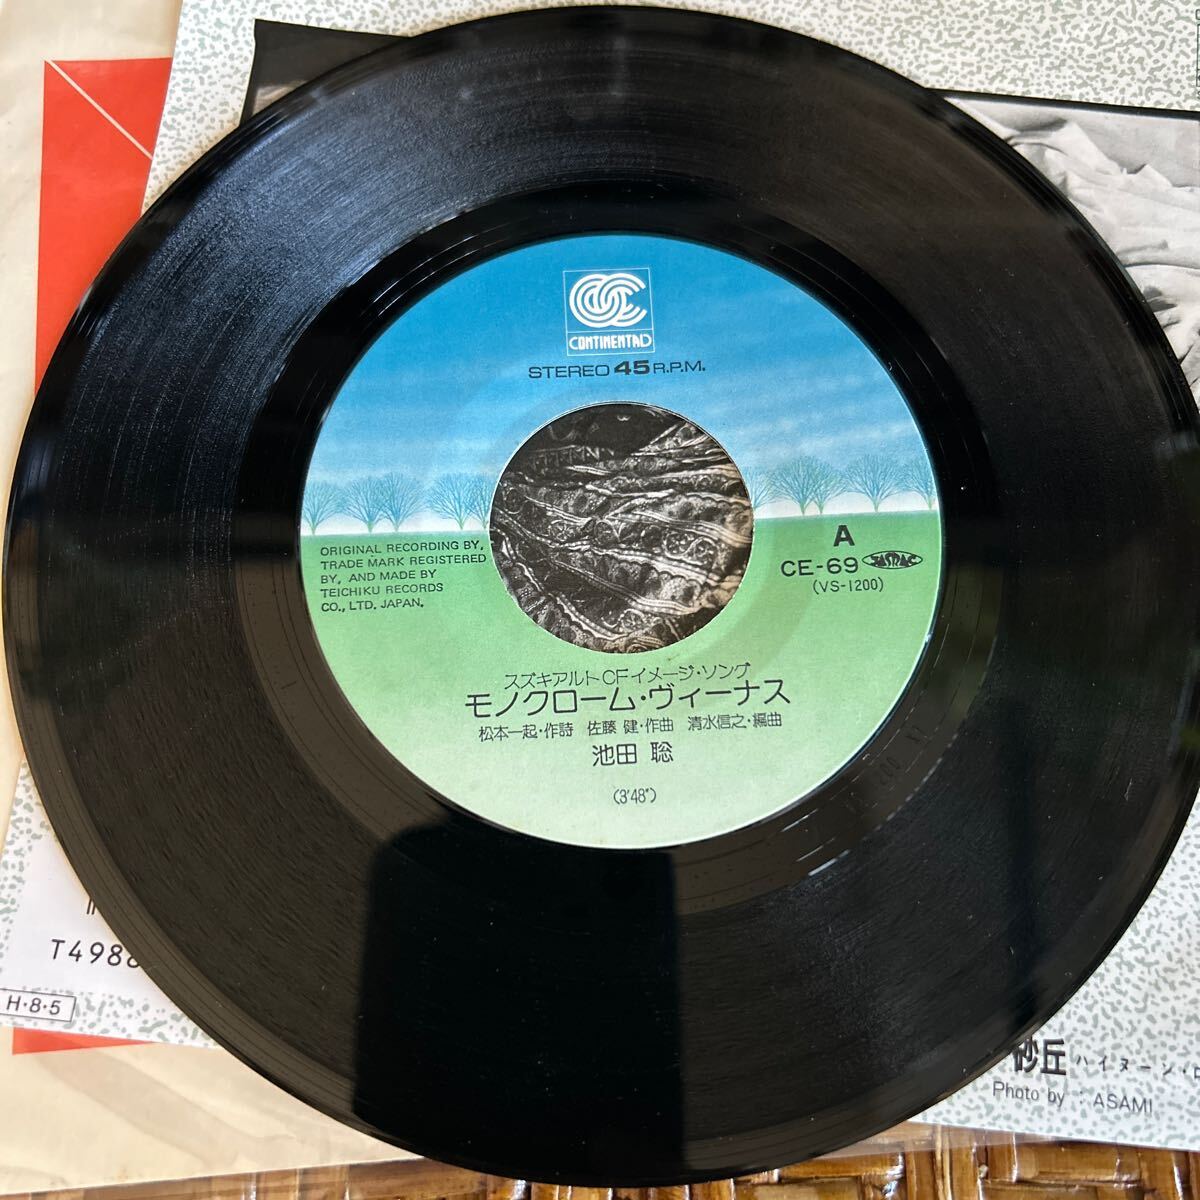 CONTINENTAL
STEREO 45 R.P.M.
ORIGINAL RECORDING BY,
TRADE MARK REGISTERED
BY, AND MADE BY
TEICHIKU RECORDS
CO., LTD. JAPAN.
A
CE-69 JASRAC
(VS-1200)
スズキアルトCFイメージ・ソング
モノクローム・ヴィーナス
松本一起・作詩 佐藤 健・作曲 清水信之・編曲
池田 聡
(3'48")
T4988
H・8・5
砂丘 ハイヌーン・
Photo by : ASAMI